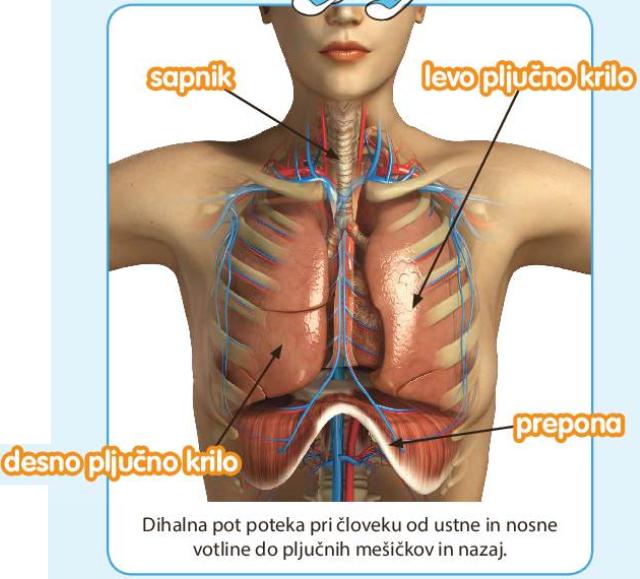 sapnik
levo pljučno krilo
prepona
desno pljučno krilo
Dihalna pot poteka pri človeku od ustne in nosne
votline do pljučnih mešičkov in nazaj.